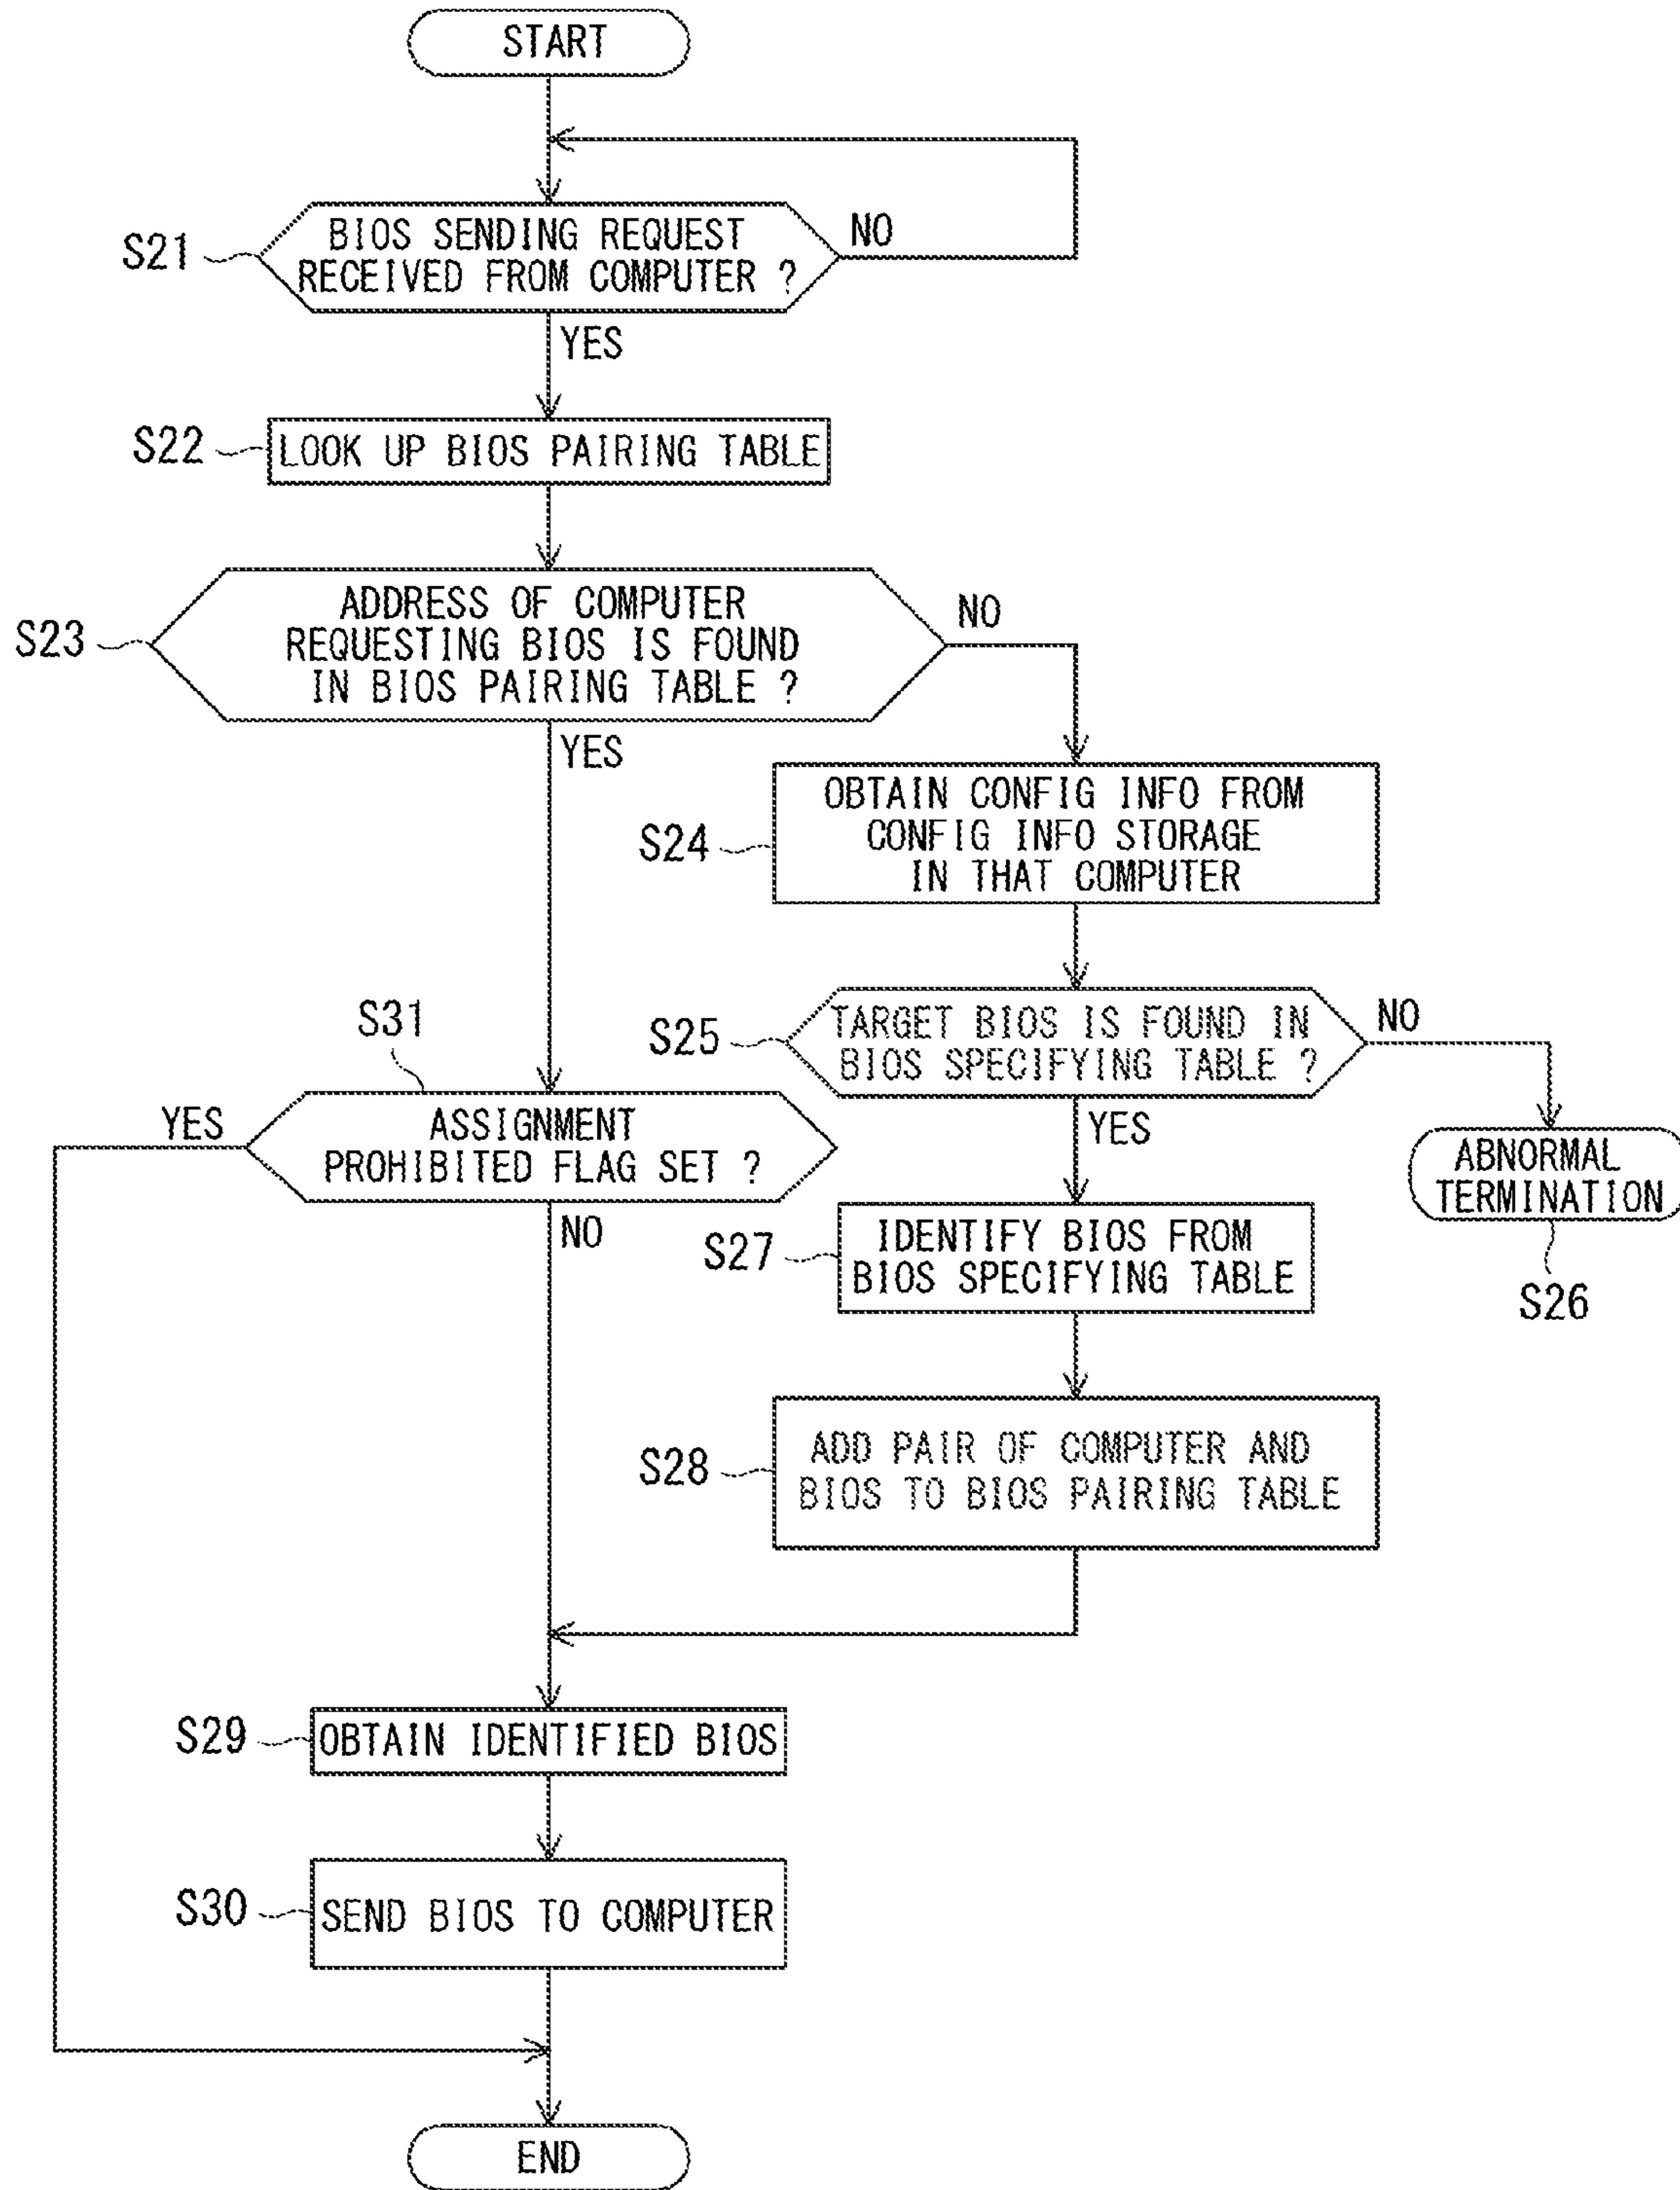 START
S21
BIOS SENDING REQUEST
RECEIVED FROM COMPUTER ?
NO
YES
S22
LOOK UP BIOS PAIRING TABLE
S23
ADDRESS OF COMPUTER
REQUESTING BIOS IS FOUND
IN BIOS PAIRING TABLE ?
NO
YES
S24
OBTAIN CONFIG INFO FROM
CONFIG INFO STORAGE
IN THAT COMPUTER
S25
TARGET BIOS IS FOUND IN
BIOS SPECIFYING TABLE ?
NO
YES
ABNORMAL
TERMINATION
S26
S31
YES
ASSIGNMENT
PROHIBITED FLAG SET ?
NO
S27
IDENTIFY BIOS FROM
BIOS SPECIFYING TABLE
S28
ADD PAIR OF COMPUTER AND
BIOS TO BIOS PAIRING TABLE
S29
OBTAIN IDENTIFIED BIOS
S30
SEND BIOS TO COMPUTER
END